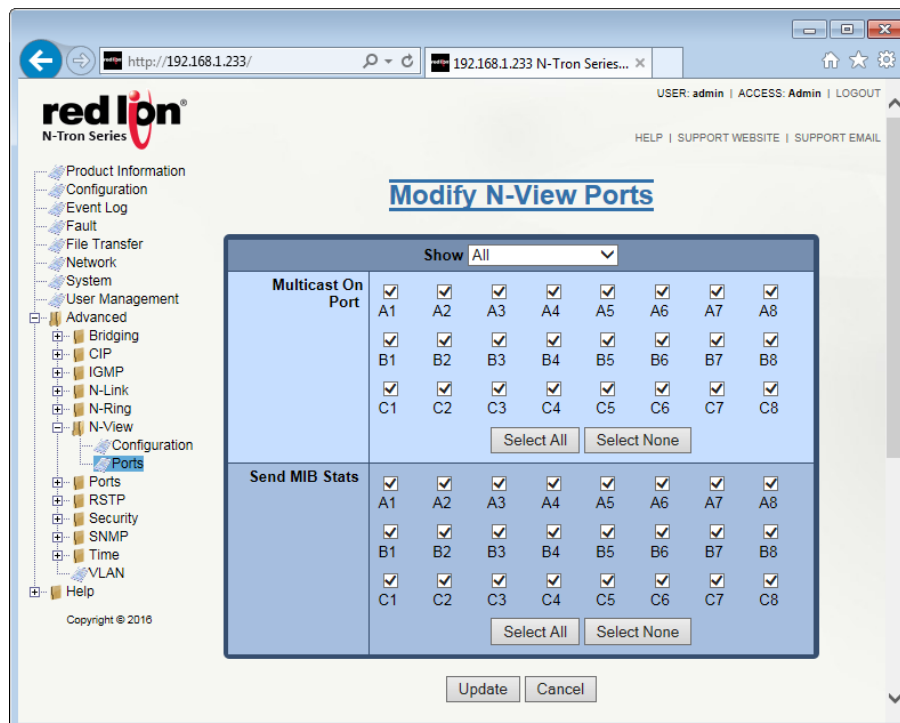 http://192.168.1.233/
192.168.1.233 N-Tron Series...
USER: admin | ACCESS: Admin | LOGOUT
red lion®
N-Tron Series
HELP | SUPPORT WEBSITE | SUPPORT EMAIL
Product Information
Configuration
Event Log
Fault
File Transfer
Network
System
User Management
Advanced
Bridging
CIP
IGMP
N-Link
N-Ring
N-View
Configuration
Ports
Ports
RSTP
Security
SNMP
Time
VLAN
Help
Copyright © 2016
Modify N-View Ports
Show All
Multicast On Port
A1 A2 A3 A4 A5 A6 A7 A8
B1 B2 B3 B4 B5 B6 B7 B8
C1 C2 C3 C4 C5 C6 C7 C8
Select All Select None
Send MIB Stats
A1 A2 A3 A4 A5 A6 A7 A8
B1 B2 B3 B4 B5 B6 B7 B8
C1 C2 C3 C4 C5 C6 C7 C8
Select All Select None
Update Cancel